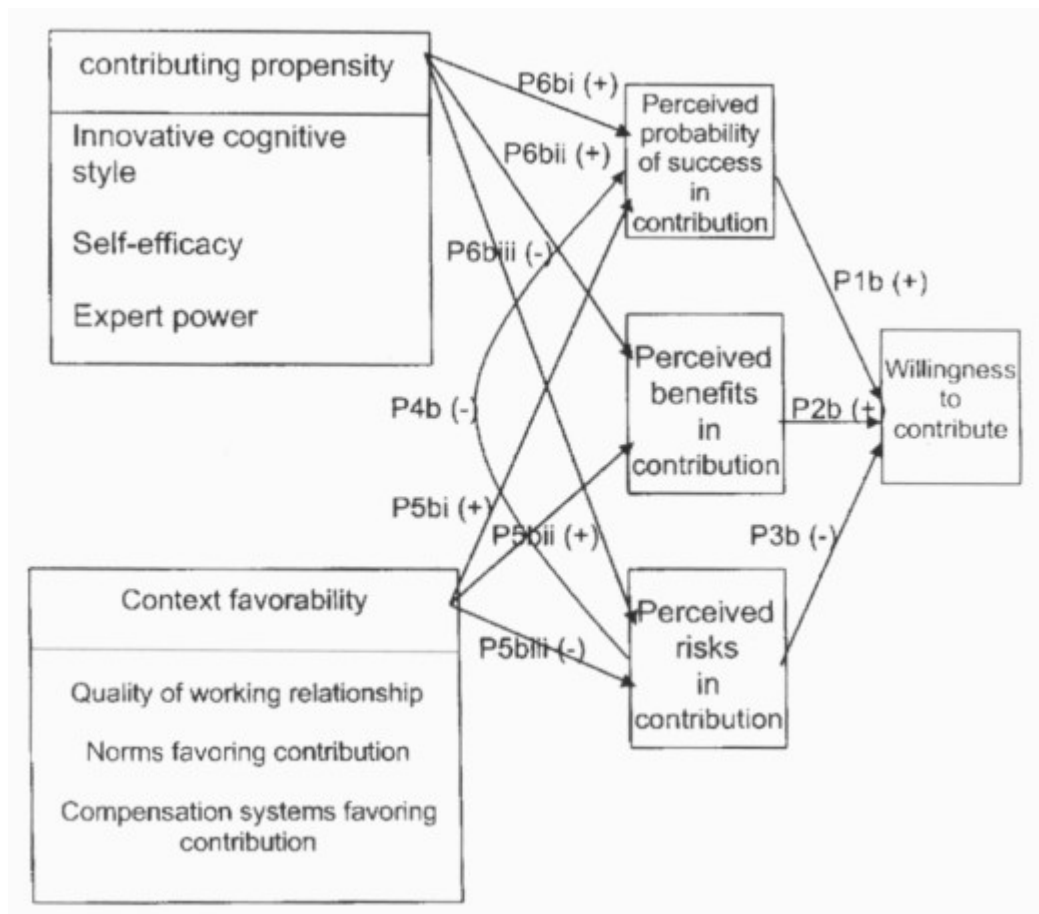 contributing propensity
Innovative cognitive
style
Self-efficacy
Expert power
P6bi (+)
P6bii (+)
P6biii (-)
P4b (-)
P5bi (+)
P5bii (+)
P5biii (-)
Context favorability
Quality of working relationship
Norms favoring contribution
Compensation systems favoring
contribution
Perceived
probability
of success
in
contribution
Perceived
benefits
in
contribution
Perceived
risks
in
contribution
P1b (+)
P2b (+)
P3b (-)
Willingness
to
contribute